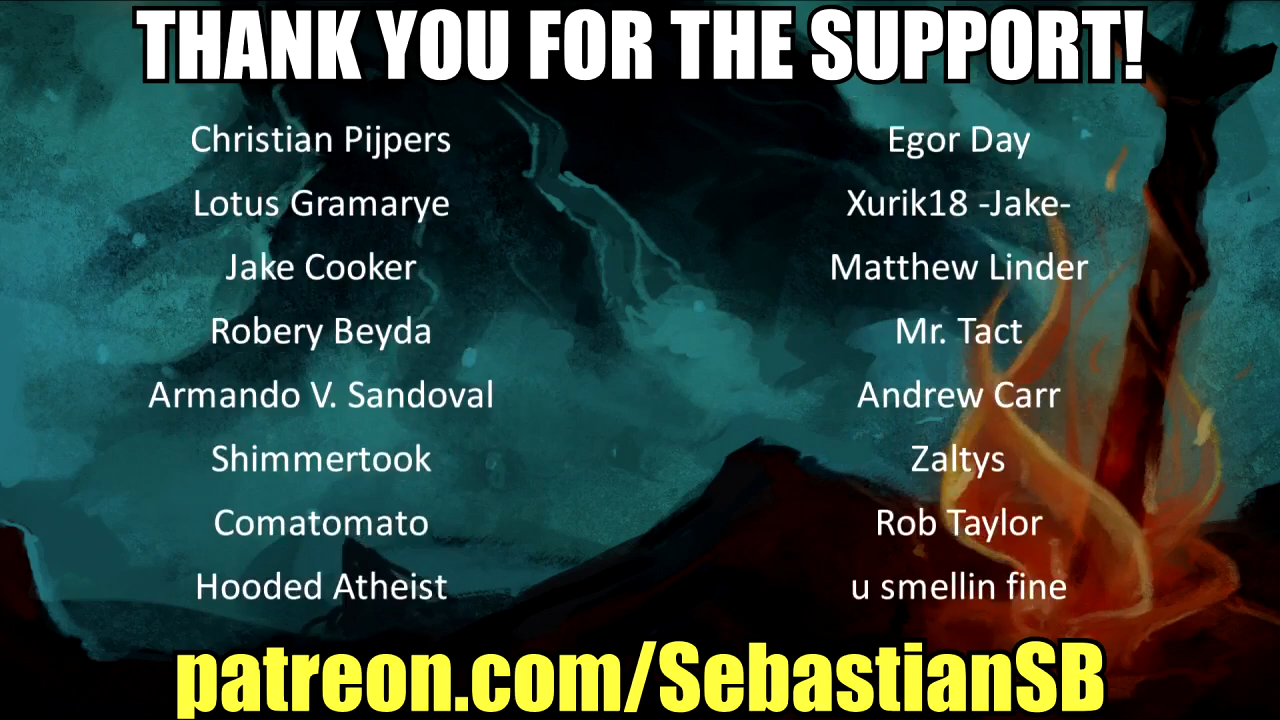 THANK YOU FOR THE SUPPORT!
Christian Pijpers
Lotus Gramarye
Jake Cooker
Robery Beyda
Armando V. Sandoval
Shimmertook
Comatomato
Hooded Atheist
Egor Day
Xurik18 -Jake-
Matthew Linder
Mr. Tact
Andrew Carr
Zaltys
Rob Taylor
u smellin fine
patreon.com/SebastianSB